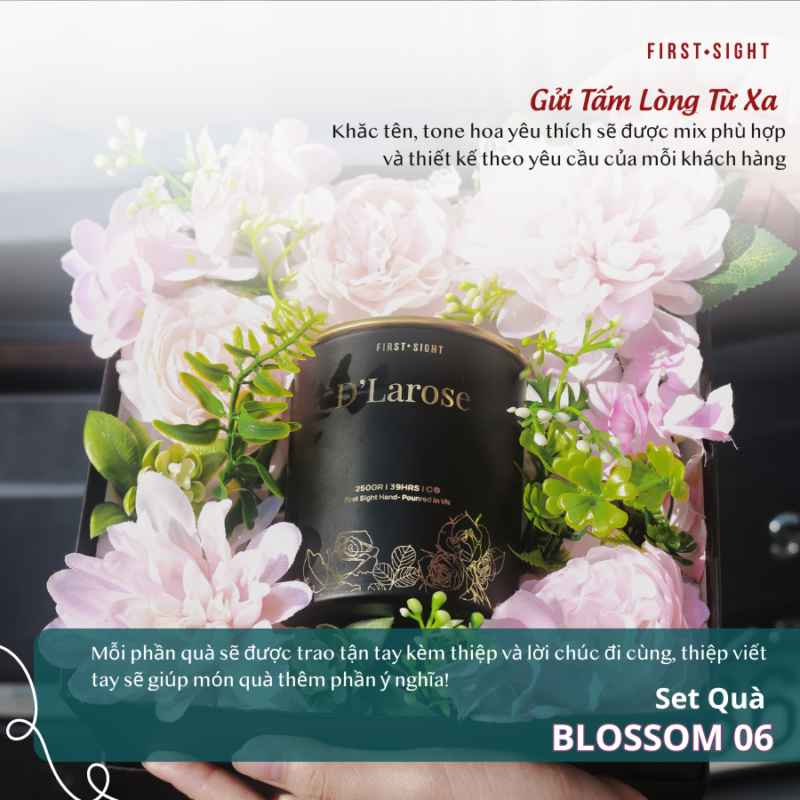 FIRST✦SIGHT
Gửi Tấm Lòng Từ Xa
Khăc tên, tone hoa yêu thích sẽ được mix phù hợp
và thiết kế theo yêu cầu của mỗi khách hàng
FIRST✦SIGHT
D'Larose
250GR | 39HRS | C®
First Sight Hand- Pounred in VN
Mỗi phần quà sẽ được trao tận tay kèm thiệp và lời chúc đi cùng, thiệp viết
tay sẽ giúp món quà thêm phần ý nghĩa!
Set Quà
BLOSSOM 06